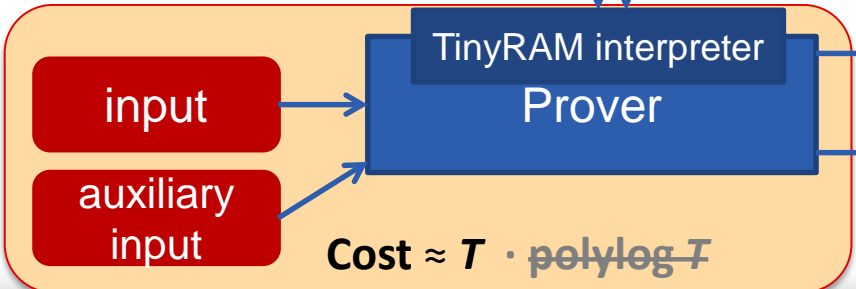 TinyRAM interpreter
input
Prover
auxiliary
input
Cost ≈ T · polylog T